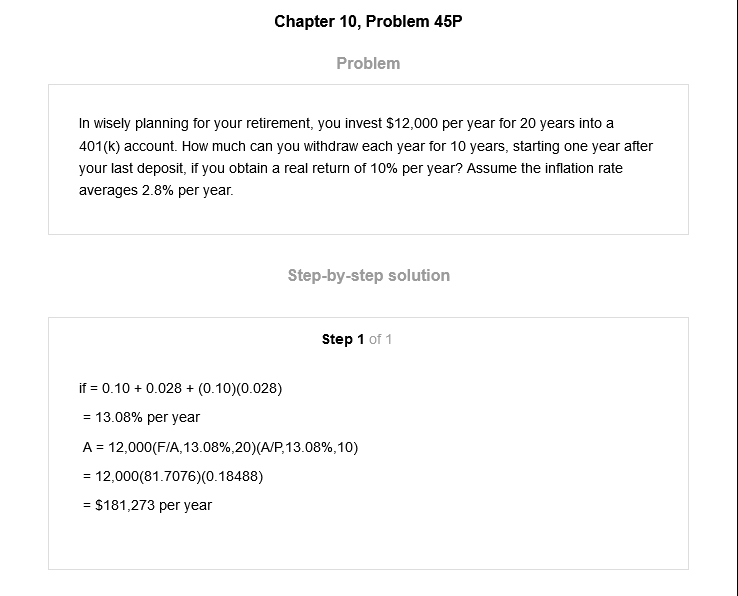 Chapter 10, Problem 45P
Problem
In wisely planning for your retirement, you invest $12,000 per year for 20 years into a
401(k) account. How much can you withdraw each year for 10 years, starting one year after
your last deposit, if you obtain a real return of 10% per year? Assume the inflation rate
averages 2.8% per year.
Step-by-step solution
Step 1 of 1
if = 0.10 + 0.028 + (0.10)(0.028)
= 13.08% per year
A = 12,000(F/A,13.08%,20)(A/P,13.08%,10)
= 12,000(81.7076)(0.18488)
= $181,273 per year